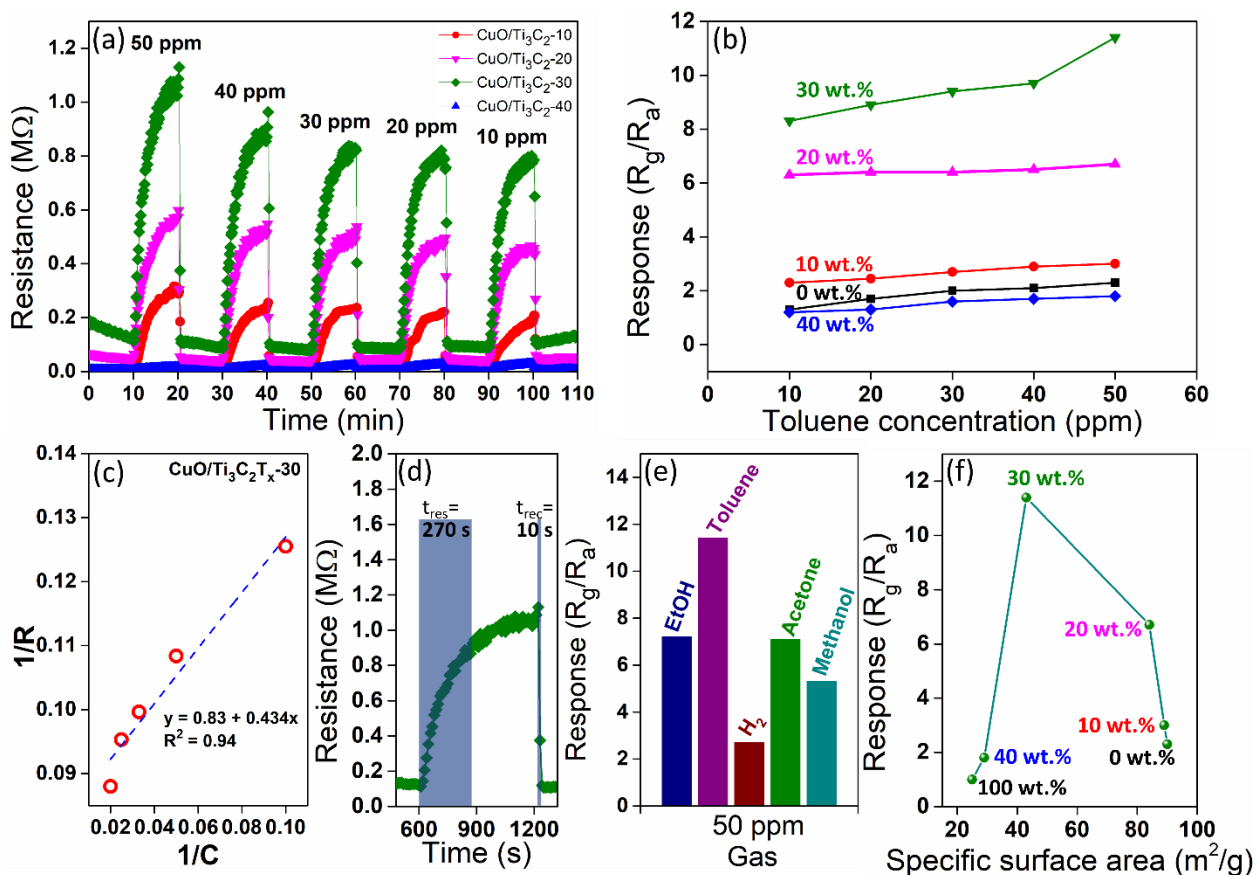 (a)
50 ppm
40 ppm
30 ppm
20 ppm
10 ppm
CuO/Ti₃C₂-10
CuO/Ti₃C₂-20
CuO/Ti₃C₂-30
CuO/Ti₃C₂-40
Resistance (MΩ)
1.2
1.0
0.8
0.6
0.4
0.2
0.0
0 10 20 30 40 50 60 70 80 90 100 110
Time (min)
(b)
30 wt.%
20 wt.%
10 wt.%
0 wt.%
40 wt.%
Response (Rg/Ra)
12
10
8
6
4
2
0
0 10 20 30 40 50 60
Toluene concentration (ppm)
(c)
CuO/Ti₃C₂Tₓ-30
1/R
0.14
0.13
0.12
0.11
0.10
0.09
y = 0.83 + 0.434x
R² = 0.94
0.02 0.04 0.06 0.08 0.10
1/C
(d)
t_res=
270 s
t_rec=
10 s
Resistance (MΩ)
2.0
1.8
1.6
1.4
1.2
1.0
0.8
0.6
0.4
0.2
0.0
600 900 1200
Time (s)
(e)
EtOH
Toluene
H₂
Acetone
Methanol
Response (Rg/Ra)
14
12
10
8
6
4
2
0
50 ppm
Gas
(f)
30 wt.%
20 wt.%
10 wt.%
0 wt.%
40 wt.%
100 wt.%
Response (Rg/Ra)
12
10
8
6
4
2
0
20 40 60 80 100
Specific surface area (m²/g)